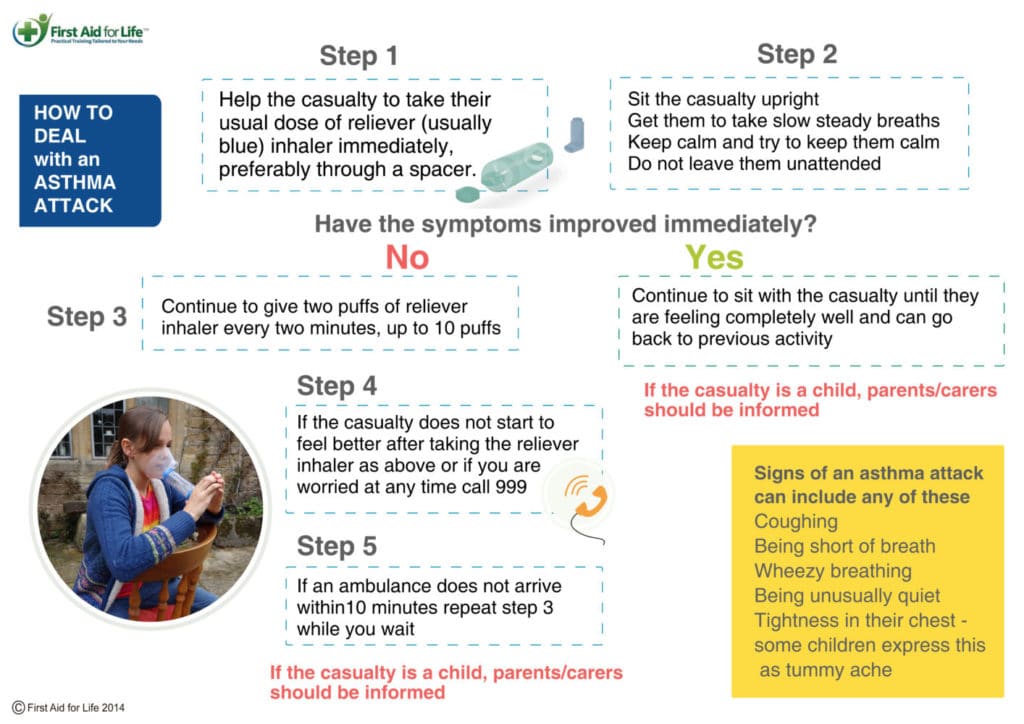 First Aid for Life™
Practical Training Tailored to Your Needs
HOW TO
DEAL
with an
ASTHMA
ATTACK
Step 1
Help the casualty to take their
usual dose of reliever (usually
blue) inhaler immediately,
preferably through a spacer.
Step 2
Sit the casualty upright
Get them to take slow steady breaths
Keep calm and try to keep them calm
Do not leave them unattended
Have the symptoms improved immediately?
No
Yes
Step 3
Continue to give two puffs of reliever
inhaler every two minutes, up to 10 puffs
Continue to sit with the casualty until they
are feeling completely well and can go
back to previous activity
If the casualty is a child, parents/carers
should be informed
Step 4
If the casualty does not start to
feel better after taking the reliever
inhaler as above or if you are
worried at any time call 999
Step 5
If an ambulance does not arrive
within10 minutes repeat step 3
while you wait
If the casualty is a child, parents/carers
should be informed
Signs of an asthma attack
can include any of these
Coughing
Being short of breath
Wheezy breathing
Being unusually quiet
Tightness in their chest -
some children express this
as tummy ache
© First Aid for Life 2014